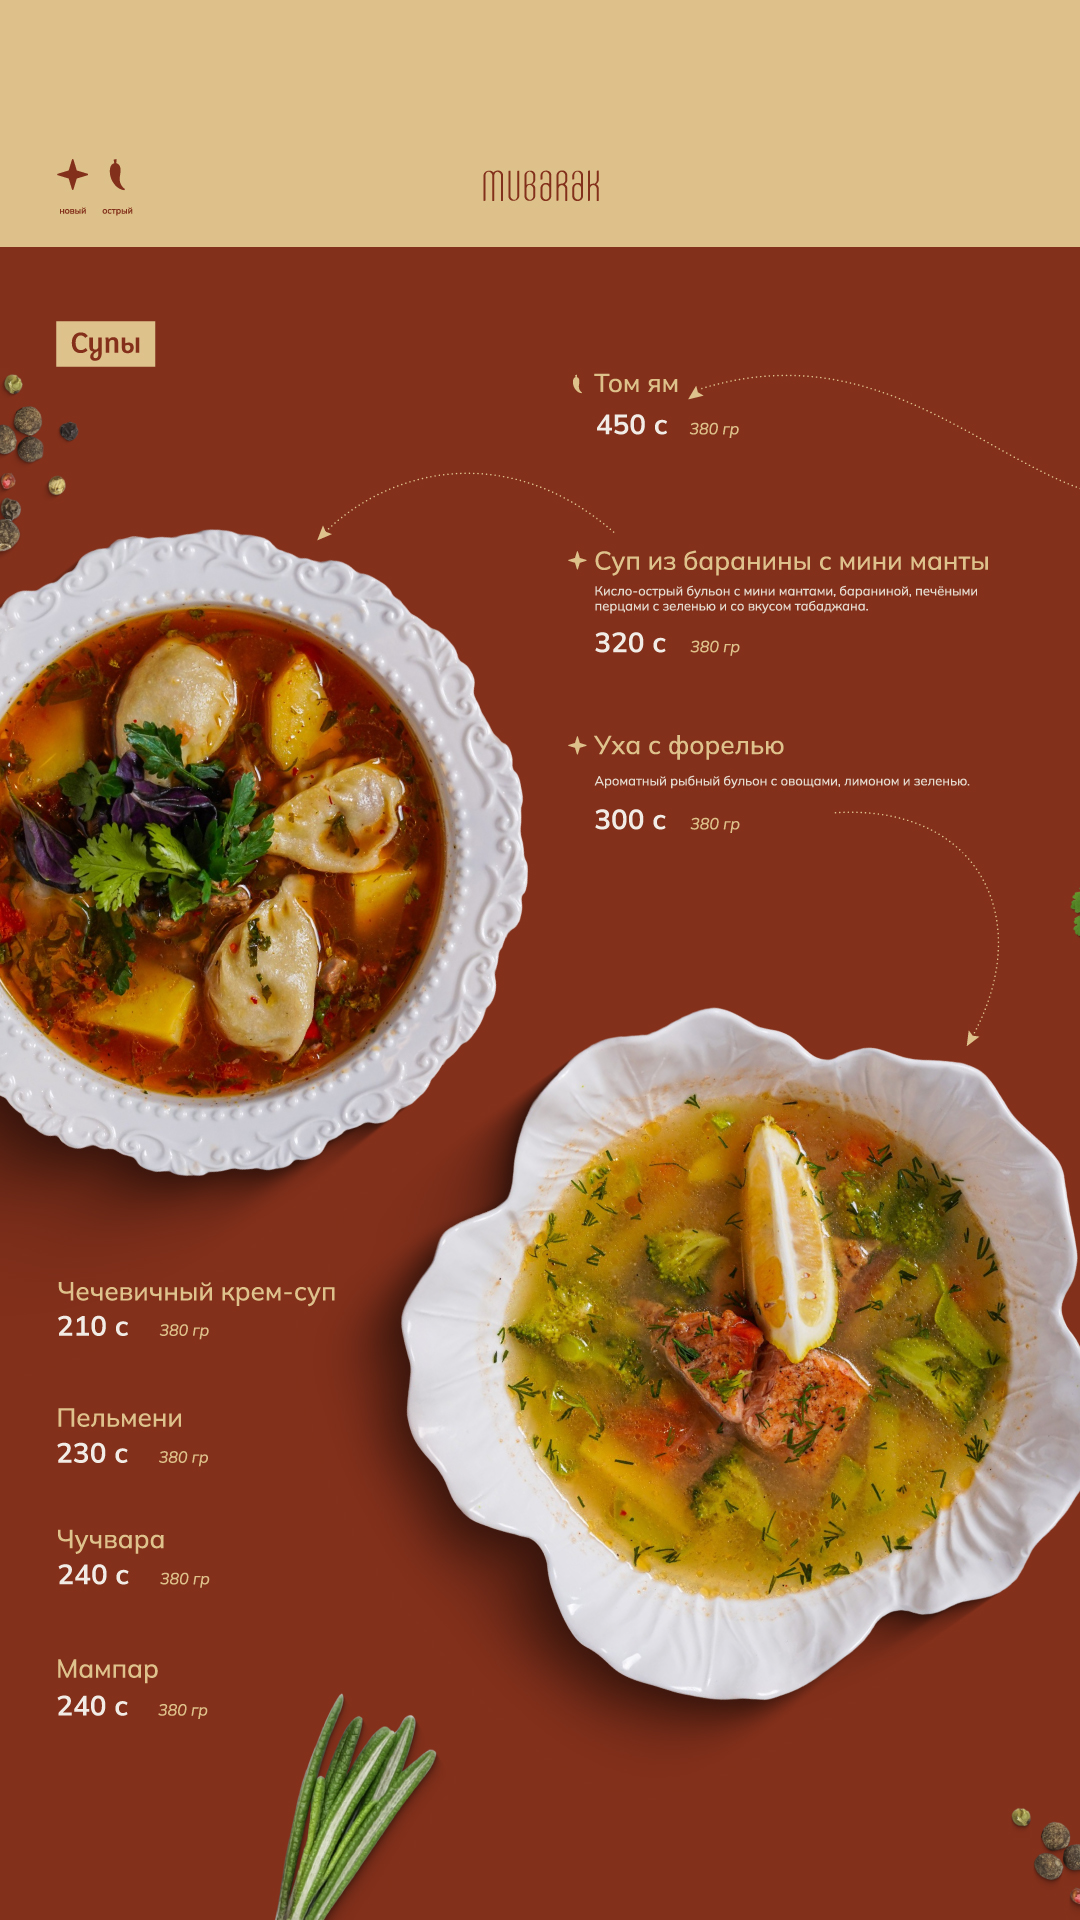 новый острый
mubarak
Супы
Том ям
450 с 380 гр
Суп из баранины с мини манты
Кисло-острый бульон с мини мантами, бараниной, печёными
перцами с зеленью и со вкусом табаджана.
320 с 380 гр
Уха с форелью
Ароматный рыбный бульон с овощами, лимоном и зеленью.
300 с 380 гр
Чечевичный крем-суп
210 с 380 гр
Пельмени
230 с 380 гр
Чучвара
240 с 380 гр
Мампар
240 с 380 гр